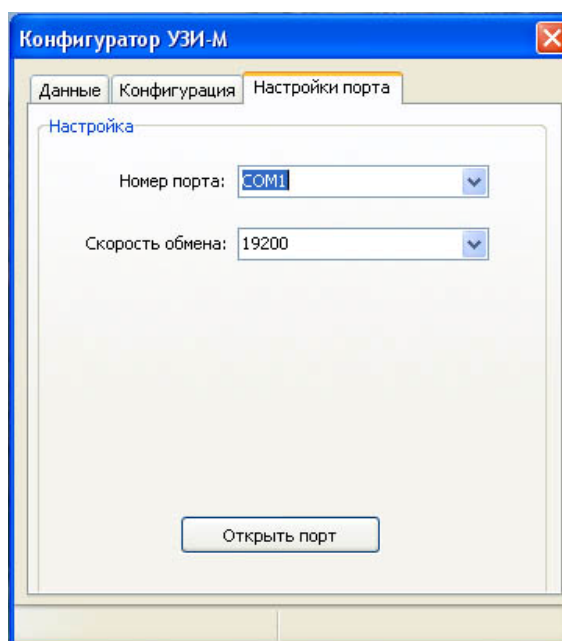 Конфигуратор УЗИ-М
Данные Конфигурация Настройки порта
Настройка
Номер порта: COM1
Скорость обмена: 19200
Открыть порт